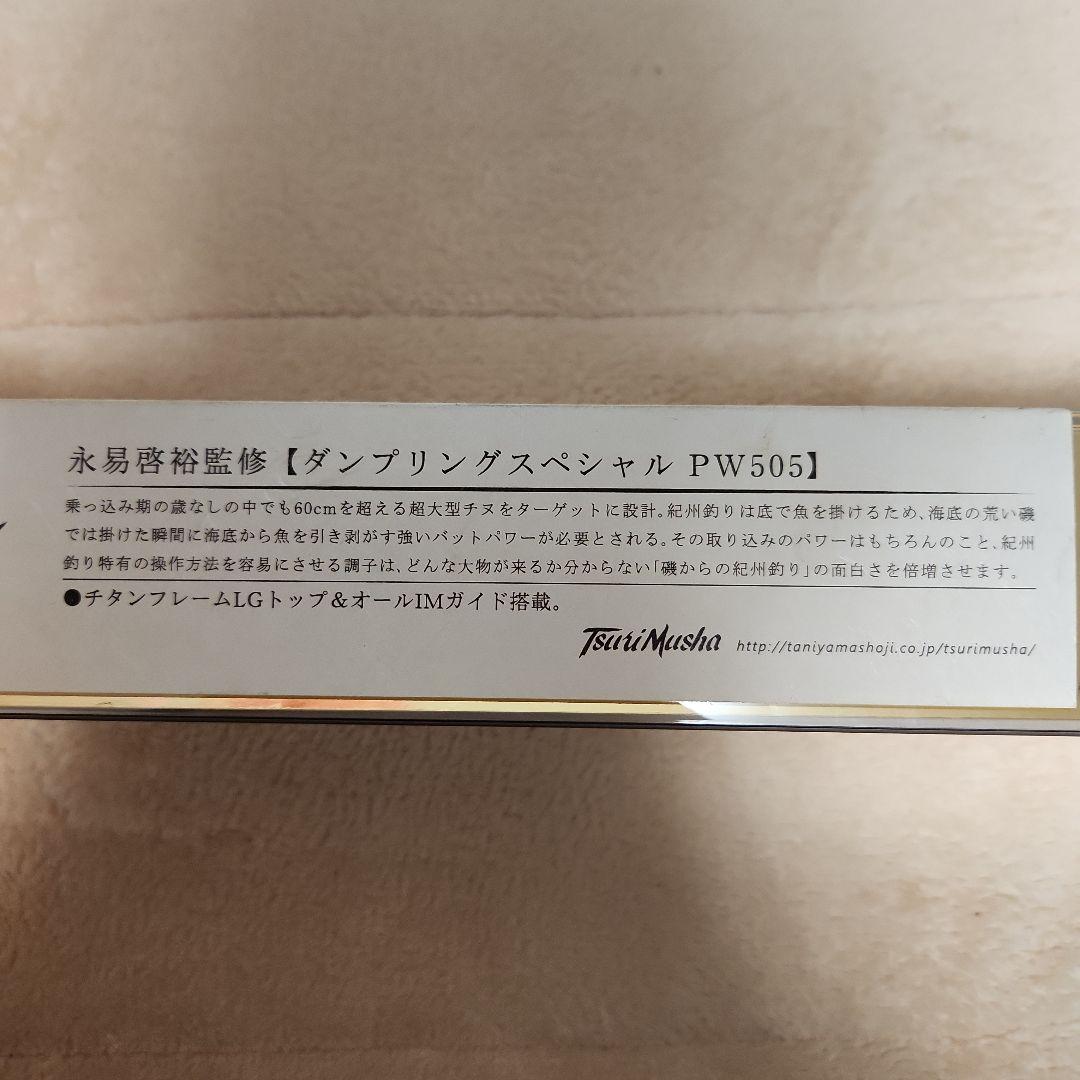 永易啓裕監修【ダンプリングスペシャル PW505】
乗っ込み期の歳なしの中でも60cmを超える超大型チヌをターゲットに設計。紀州釣りは底で魚を掛けるため、海底の荒い磯
では掛けた瞬間に海底から魚を引き剥がす強いバットパワーが必要とされる。その取り込みのパワーはもちろんのこと、紀州
釣り特有の操作方法を容易にさせる調子は、どんな大物が来るか分からない「磯からの紀州釣り」の面白さを倍増させます。
●チタンフレームLGトップ&オールIMガイド搭載。
TsuriMusha http://taniyamashoji.co.jp/tsurimusha/